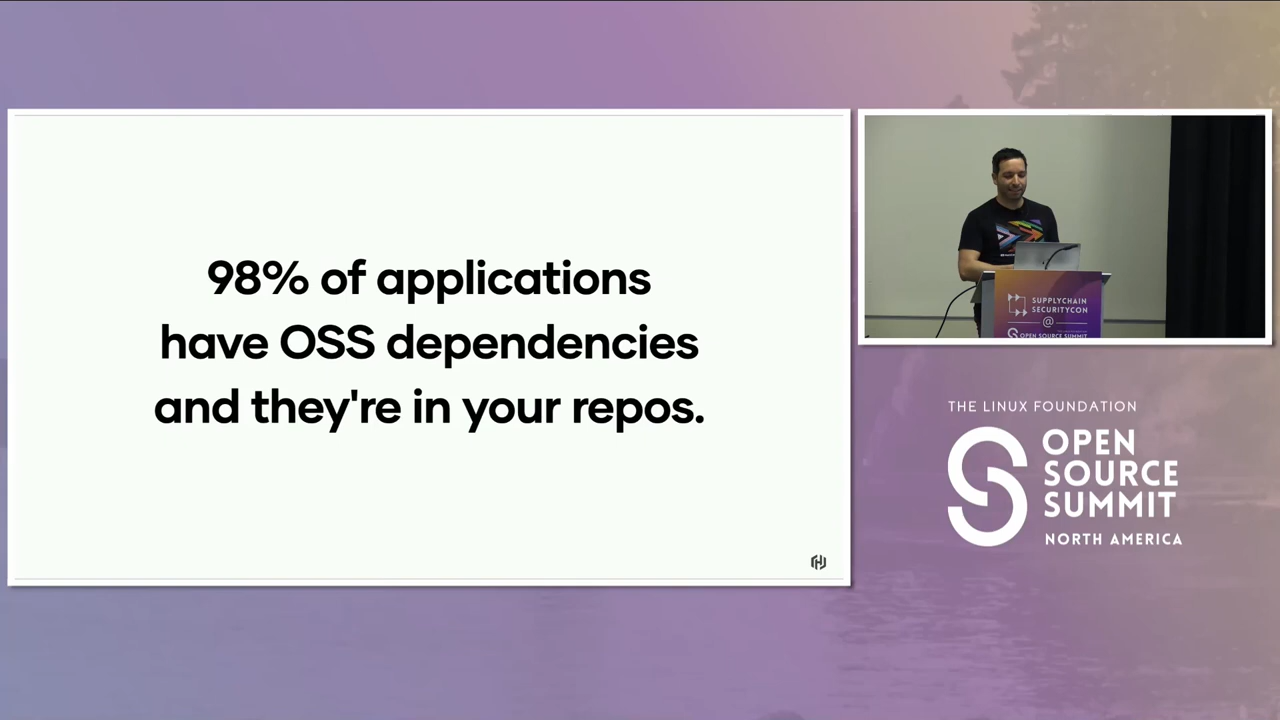 98% of applications
have OSS dependencies
and they're in your repos.
SUPPLYCHAIN
SECURITYCON
@
OPEN SOURCE SUMMIT
THE LINUX FOUNDATION
OPEN
SOURCE
SUMMIT
NORTH AMERICA